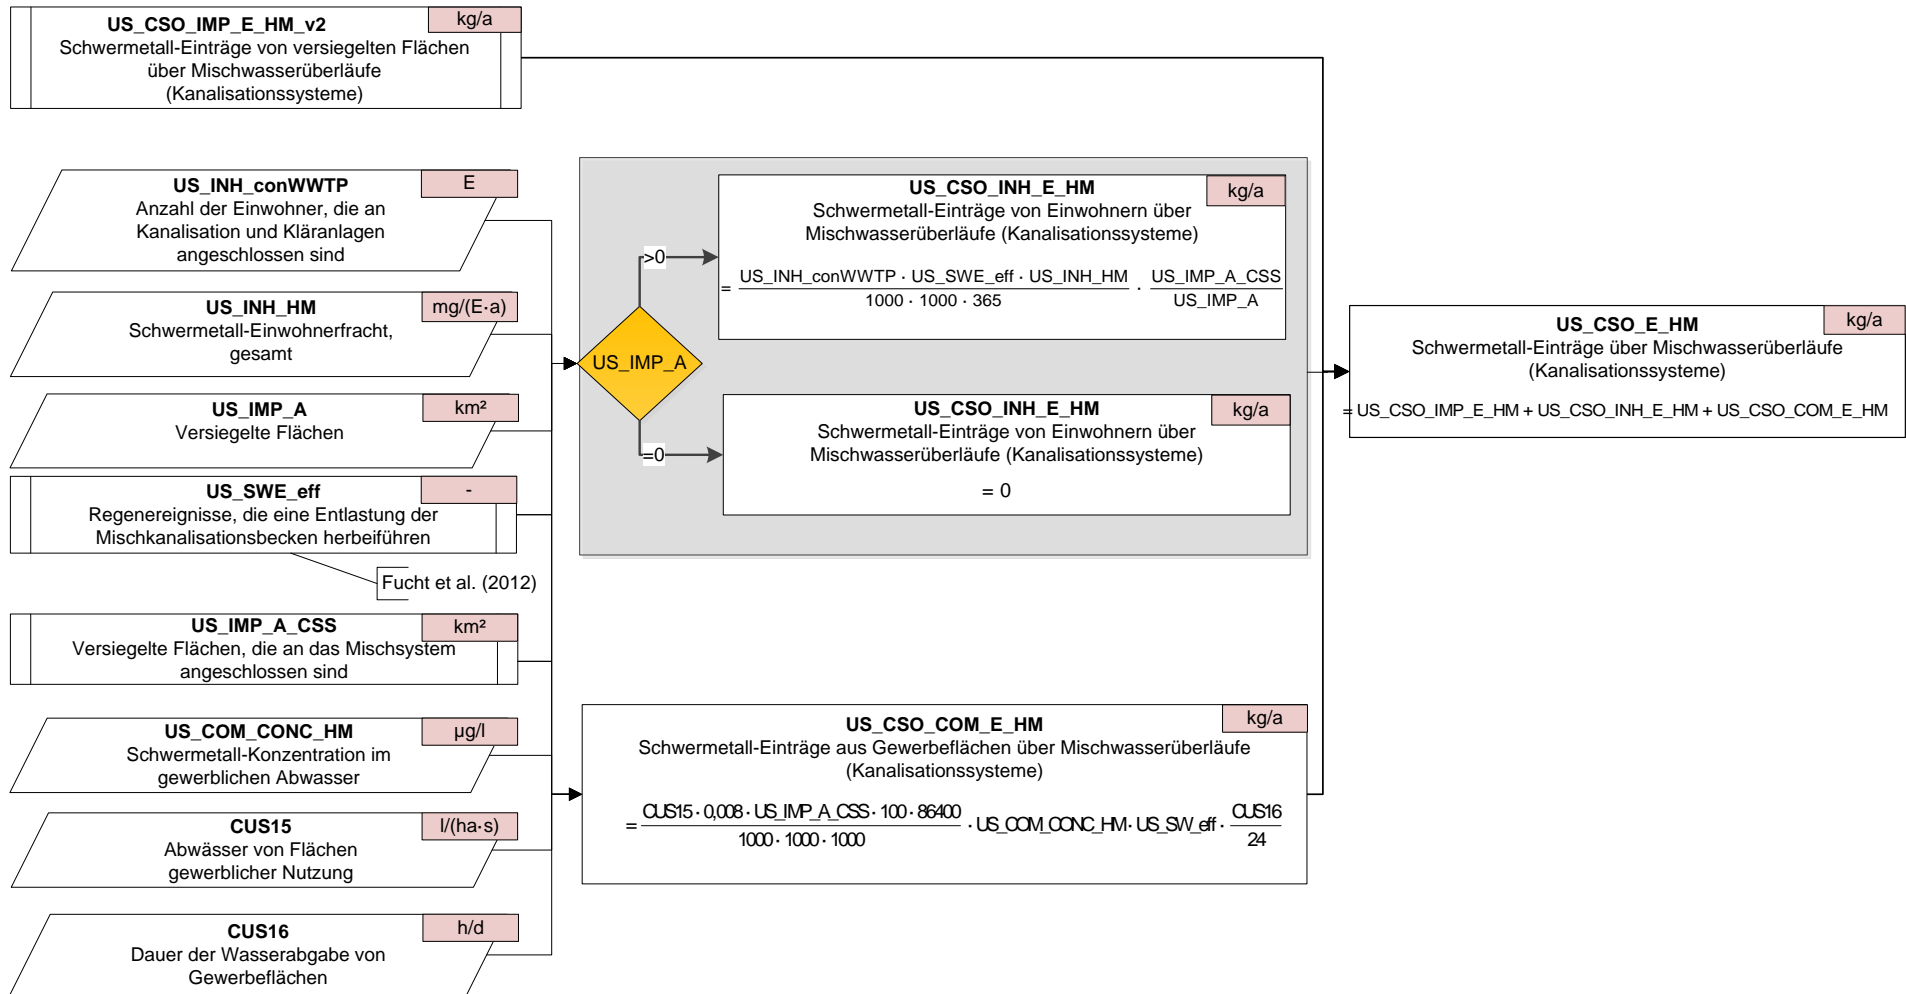 US_CSO_IMP_E_HM_v2
kg/a
Schwermetall-Einträge von versiegelten Flächen
über Mischwasserüberläufe
(Kanalisationssysteme)
US_INH_conWWTP
E
Anzahl der Einwohner, die an
Kanalisation und Kläranlagen
angeschlossen sind
US_INH_HM
mg/(E·a)
Schwermetall-Einwohnerfracht,
gesamt
US_IMP_A
km²
Versiegelte Flächen
US_SWE_eff
-
Regenereignisse, die eine Entlastung der
Mischkanalisationsbecken herbeiführen
Fucht et al. (2012)
US_IMP_A_CSS
km²
Versiegelte Flächen, die an das Mischsystem
angeschlossen sind
US_COM_CONC_HM
µg/l
Schwermetall-Konzentration im
gewerblichen Abwasser
CUS15
l/(ha·s)
Abwässer von Flächen
gewerblicher Nutzung
CUS16
h/d
Dauer der Wasserabgabe von
Gewerbeflächen
US_IMP_A
>0
=0
US_CSO_INH_E_HM
kg/a
Schwermetall-Einträge von Einwohnern über
Mischwasserüberläufe (Kanalisationssysteme)
= US_INH_conWWTP · US_SWE_eff · US_INH_HM / 1000 · 1000 · 365 · US_IMP_A_CSS / US_IMP_A
US_CSO_INH_E_HM
kg/a
Schwermetall-Einträge von Einwohnern über
Mischwasserüberläufe (Kanalisationssysteme)
= 0
US_CSO_COM_E_HM
kg/a
Schwermetall-Einträge aus Gewerbeflächen über Mischwasserüberläufe
(Kanalisationssysteme)
= CUS15 · 0,008 · US_IMP_A_CSS · 100 · 86400 / 1000 · 1000 · 1000 · US_COM_CONC_HM · US_SW_eff · CUS16 / 24
US_CSO_E_HM
kg/a
Schwermetall-Einträge über Mischwasserüberläufe
(Kanalisationssysteme)
= US_CSO_IMP_E_HM + US_CSO_INH_E_HM + US_CSO_COM_E_HM